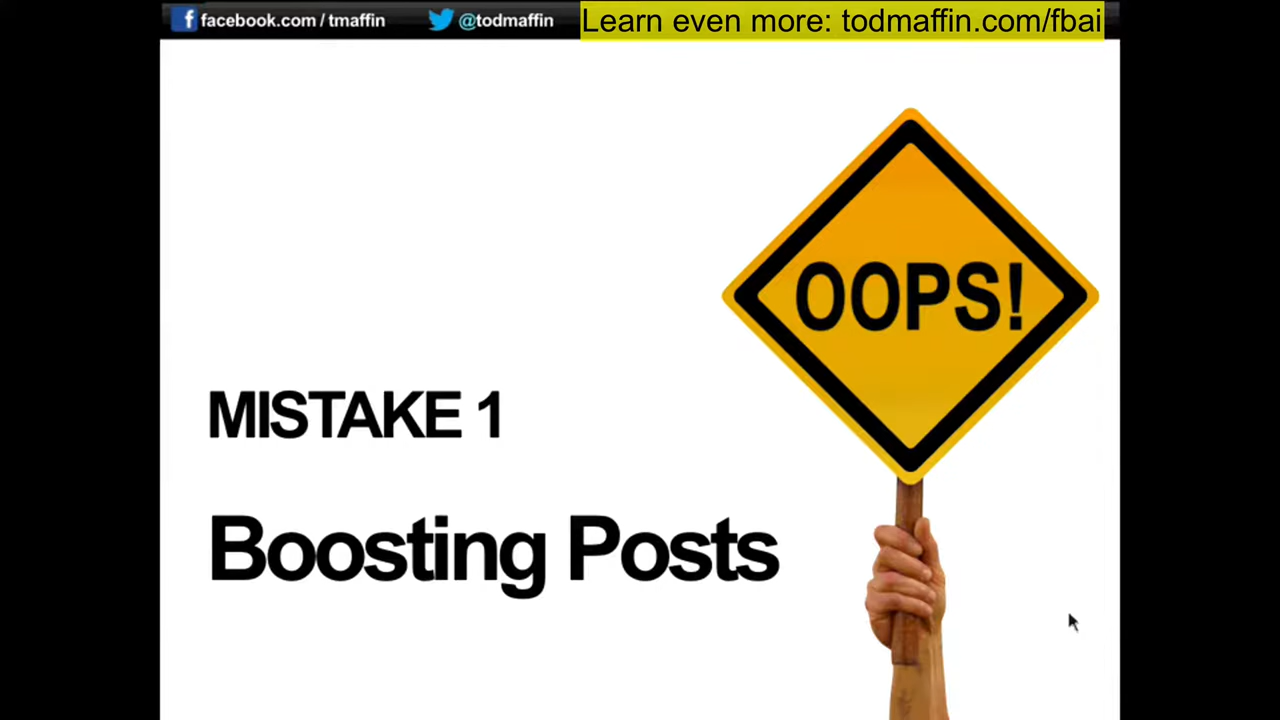 facebook.com / tmaffin @todmaffin Learn even more: todmaffin.com/fbai
OOPS!
MISTAKE 1
Boosting Posts